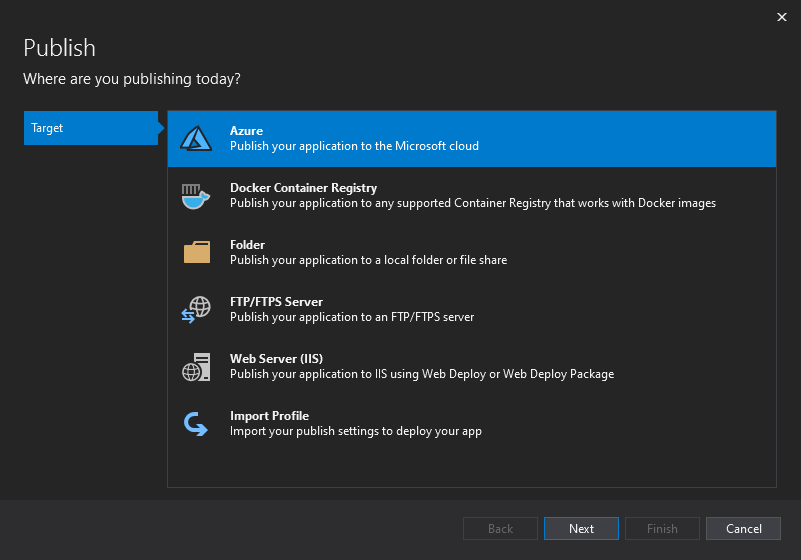 Publish
Where are you publishing today?
Target
Azure
Publish your application to the Microsoft cloud
Docker Container Registry
Publish your application to any supported Container Registry that works with Docker images
Folder
Publish your application to a local folder or file share
FTP/FTPS Server
Publish your application to an FTP/FTPS server
Web Server (IIS)
Publish your application to IIS using Web Deploy or Web Deploy Package
Import Profile
Import your publish settings to deploy your app
Back
Next
Finish
Cancel